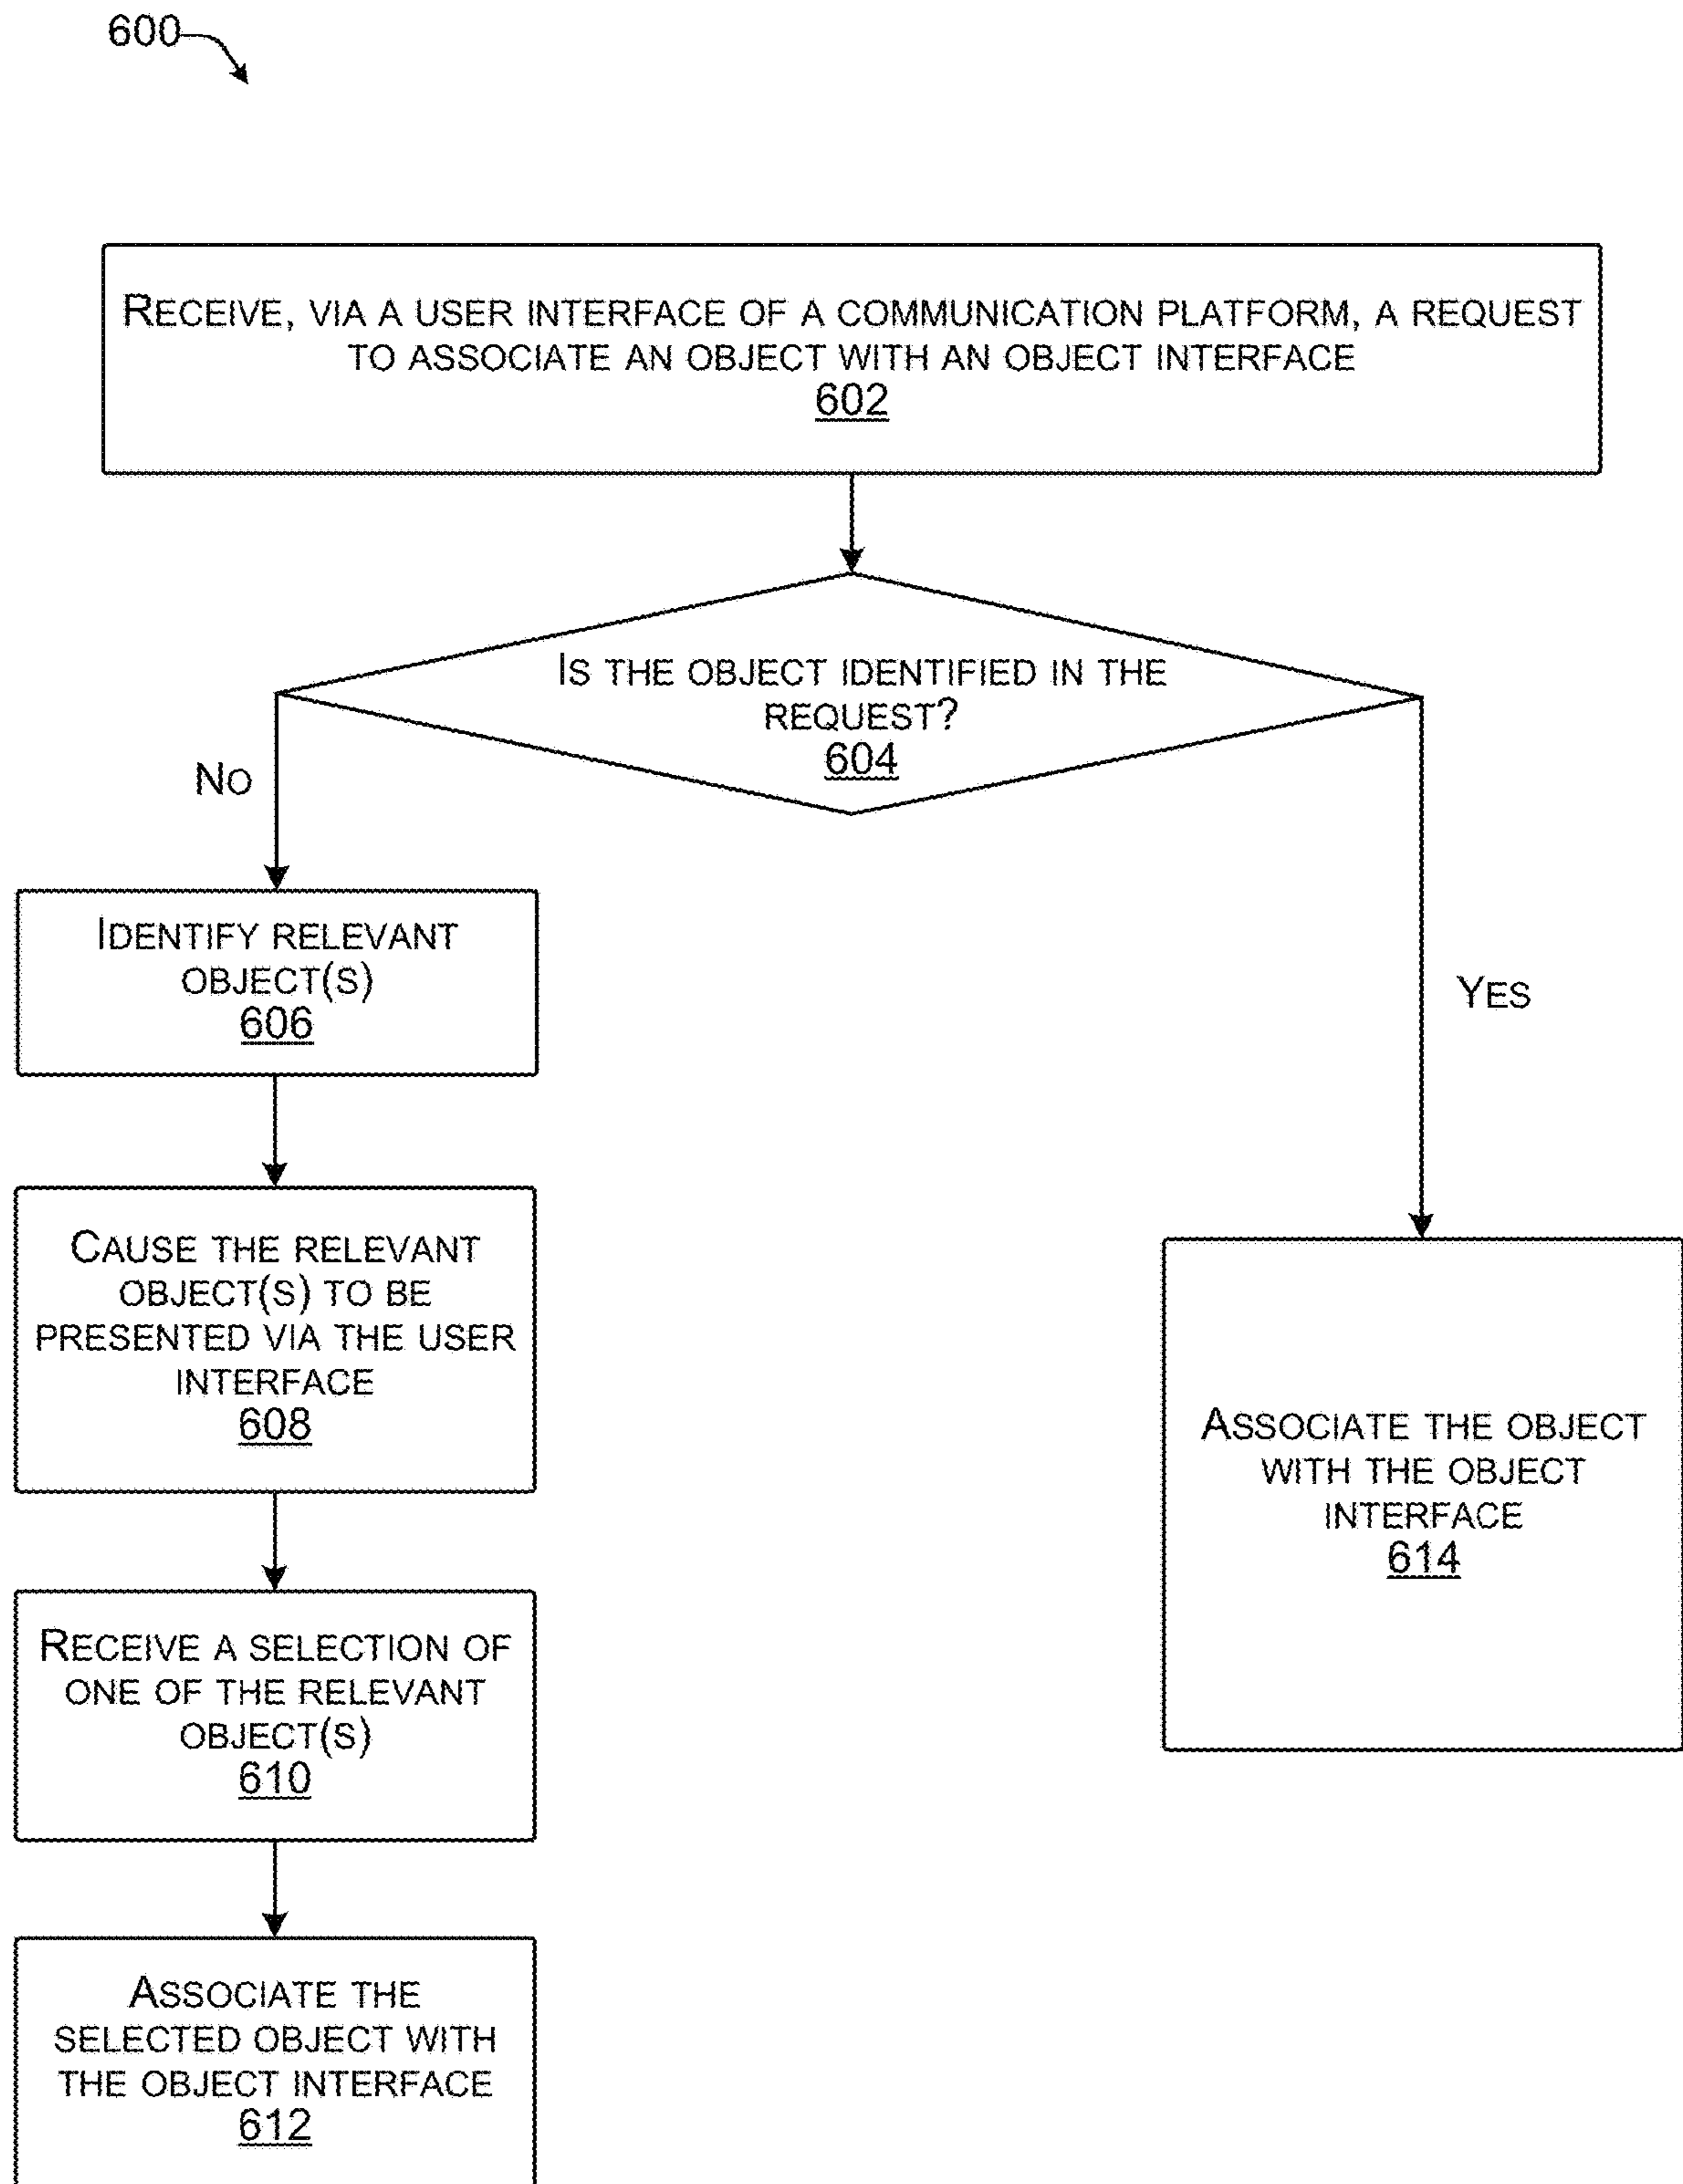 600
RECEIVE, VIA A USER INTERFACE OF A COMMUNICATION PLATFORM, A REQUEST
TO ASSOCIATE AN OBJECT WITH AN OBJECT INTERFACE
602
IS THE OBJECT IDENTIFIED IN THE
REQUEST?
604
NO
YES
IDENTIFY RELEVANT
OBJECT(S)
606
CAUSE THE RELEVANT
OBJECT(S) TO BE
PRESENTED VIA THE USER
INTERFACE
608
RECEIVE A SELECTION OF
ONE OF THE RELEVANT
OBJECT(S)
610
ASSOCIATE THE
SELECTED OBJECT WITH
THE OBJECT INTERFACE
612
ASSOCIATE THE OBJECT
WITH THE OBJECT
INTERFACE
614